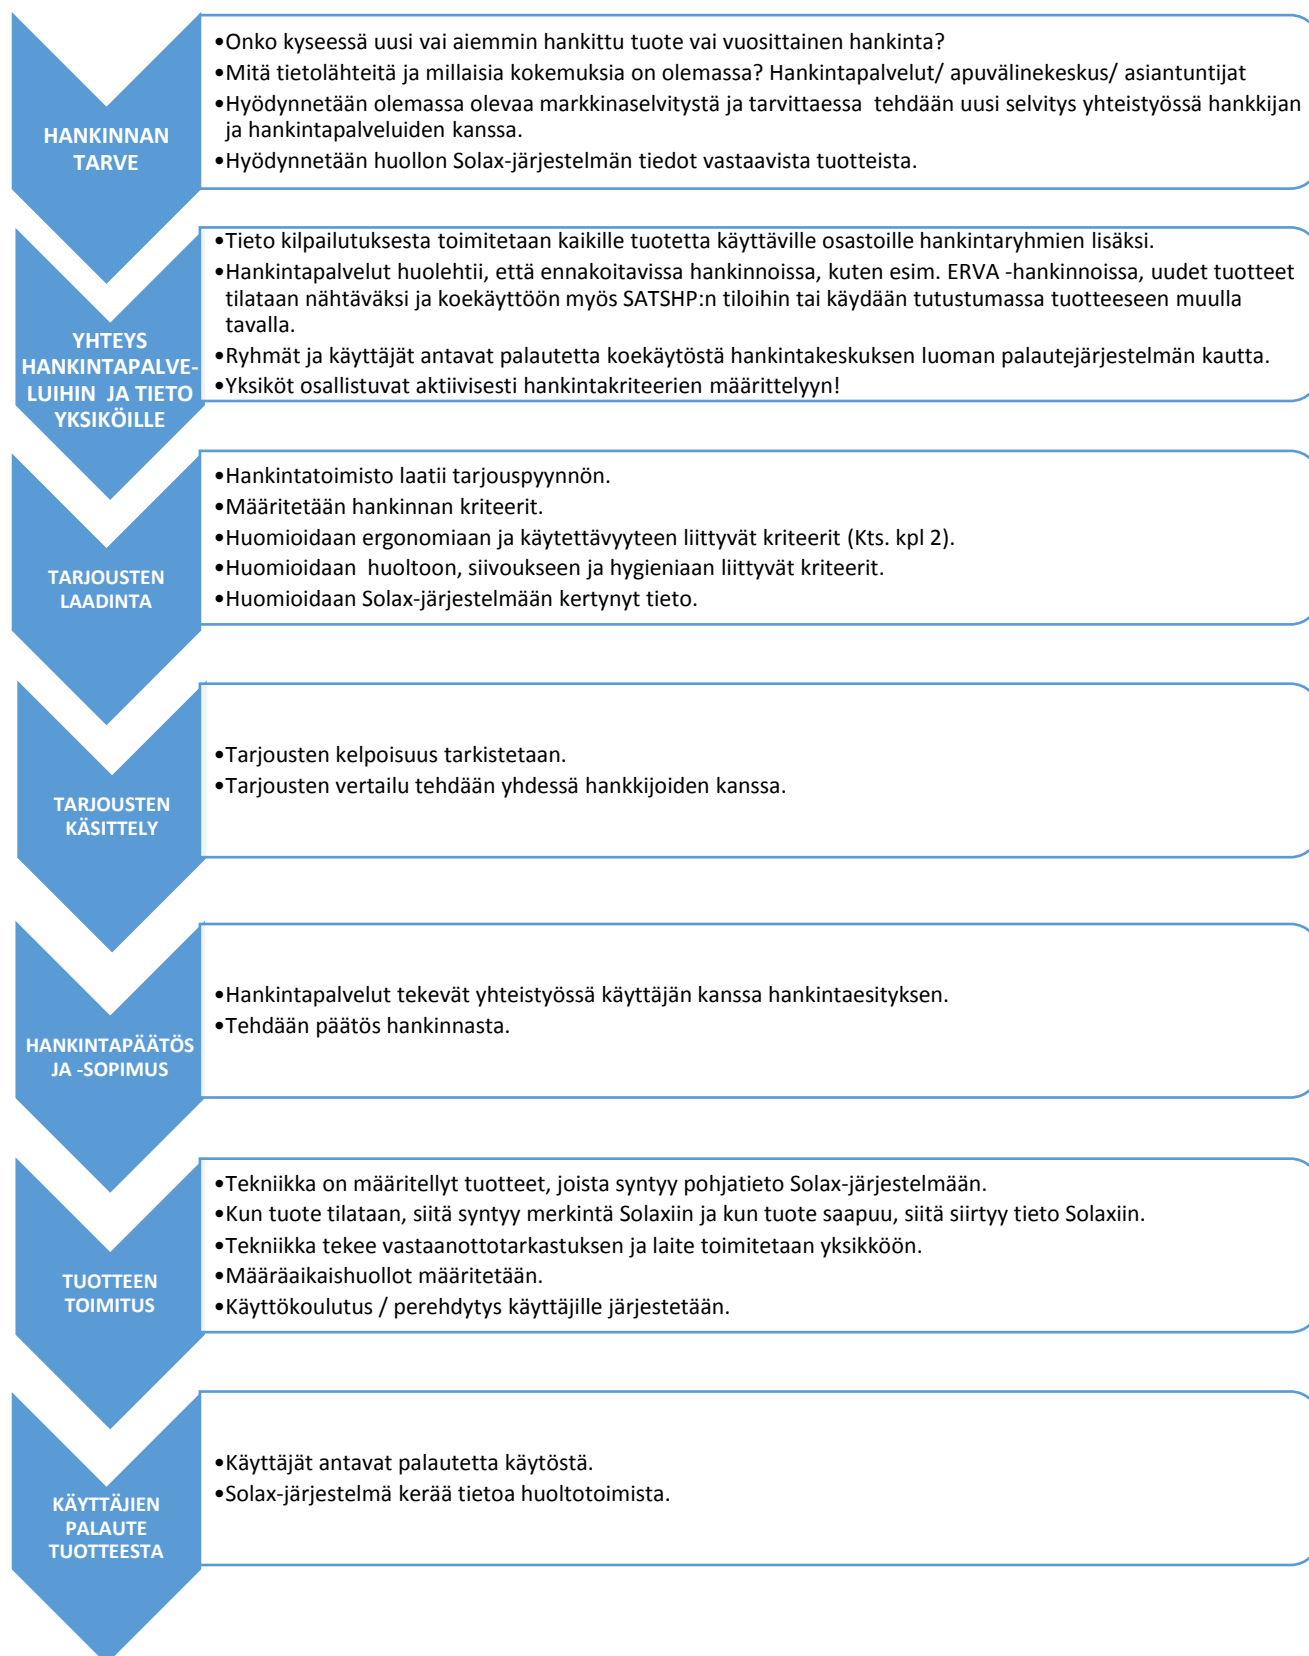 HANKINNAN
TARVE
•Onko kyseessä uusi vai aiemmin hankittu tuote vai vuosittainen hankinta?
•Mitä tietolähteitä ja millaisia kokemuksia on olemassa? Hankintapalvelut/ apuvälinekeskus/ asiantuntijat
•Hyödynnetään olemassa olevaa markkinaselvitystä ja tarvittaessa  tehdään uusi selvitys yhteistyössä hankkijan
ja hankintapalveluiden kanssa.
•Hyödynnetään huollon Solax-järjestelmän tiedot vastaavista tuotteista.
YHTEYS
HANKINTAPALVE-
LUIHIN  JA TIETO
YKSIKÖILLE
•Tieto kilpailutuksesta toimitetaan kaikille tuotetta käyttäville osastoille hankintaryhmien lisäksi.
•Hankintapalvelut huolehtii, että ennakoitavissa hankinnoissa, kuten esim. ERVA -hankinnoissa, uudet tuotteet
tilataan nähtäväksi ja koekäyttöön myös SATSHP:n tiloihin tai käydään tutustumassa tuotteeseen muulla
tavalla.
•Ryhmät ja käyttäjät antavat palautetta koekäytöstä hankintakeskuksen luoman palautejärjestelmän kautta.
•Yksiköt osallistuvat aktiivisesti hankintakriteerien määrittelyyn!
TARJOUSTEN
LAADINTA
•Hankintatoimisto laatii tarjouspyynnön.
•Määritetään hankinnan kriteerit.
•Huomioidaan ergonomiaan ja käytettävyyteen liittyvät kriteerit (Kts. kpl 2).
•Huomioidaan  huoltoon, siivoukseen ja hygieniaan liittyvät kriteerit.
•Huomioidaan Solax-järjestelmään kertynyt tieto.
TARJOUSTEN
KÄSITTELY
•Tarjousten kelpoisuus tarkistetaan.
•Tarjousten vertailu tehdään yhdessä hankkijoiden kanssa.
HANKINTAPÄÄTÖS
JA -SOPIMUS
•Hankintapalvelut tekevät yhteistyössä käyttäjän kanssa hankintaesityksen.
•Tehdään päätös hankinnasta.
TUOTTEEN
TOIMITUS
•Tekniikka on määritellyt tuotteet, joista syntyy pohjatieto Solax-järjestelmään.
•Kun tuote tilataan, siitä syntyy merkintä Solaxiin ja kun tuote saapuu, siitä siirtyy tieto Solaxiin.
•Tekniikka tekee vastaanottotarkastuksen ja laite toimitetaan yksikköön.
•Määräaikaishuollot määritetään.
•Käyttökoulutus / perehdytys käyttäjille järjestetään.
KÄYTTÄJIEN
PALAUTE
TUOTTEESTA
•Käyttäjät antavat palautetta käytöstä.
•Solax-järjestelmä kerää tietoa huoltotoimista.